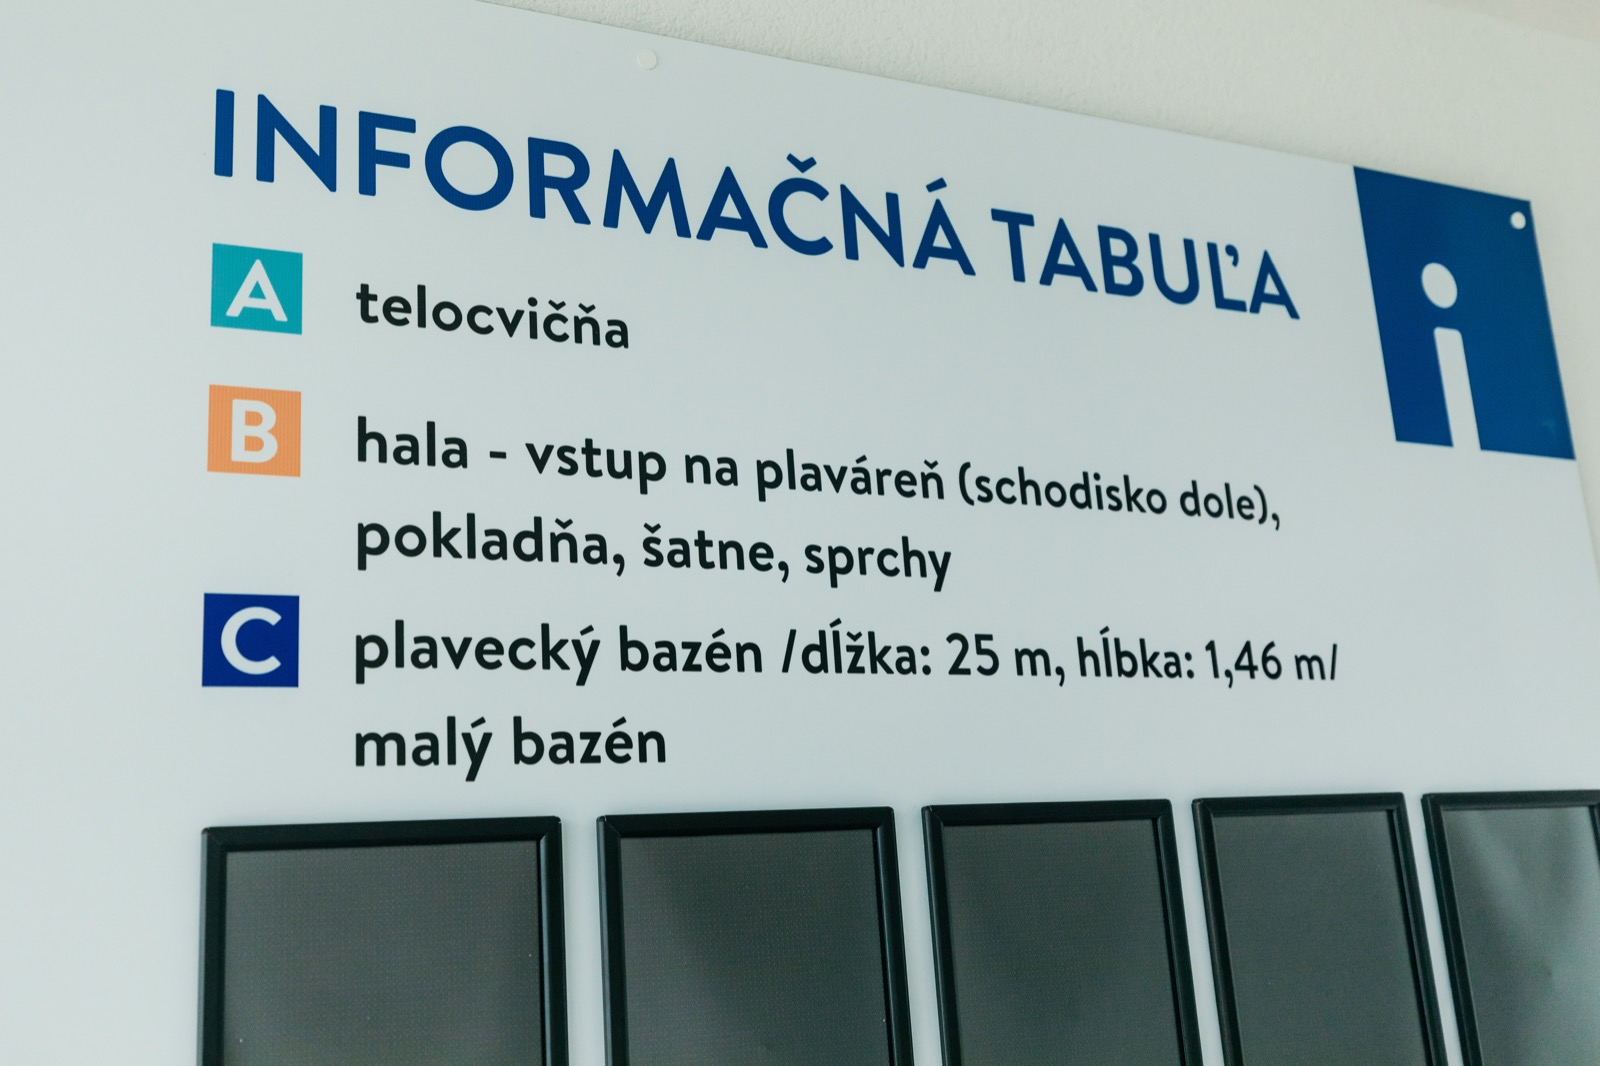 INFORMAČNÁ TABUĽA
i
A telocvičňa
B hala - vstup na plaváreň (schodisko dole),
pokladňa, šatne, sprchy
C plavecký bazén /dĺžka: 25 m, hĺbka: 1,46 m/
malý bazén